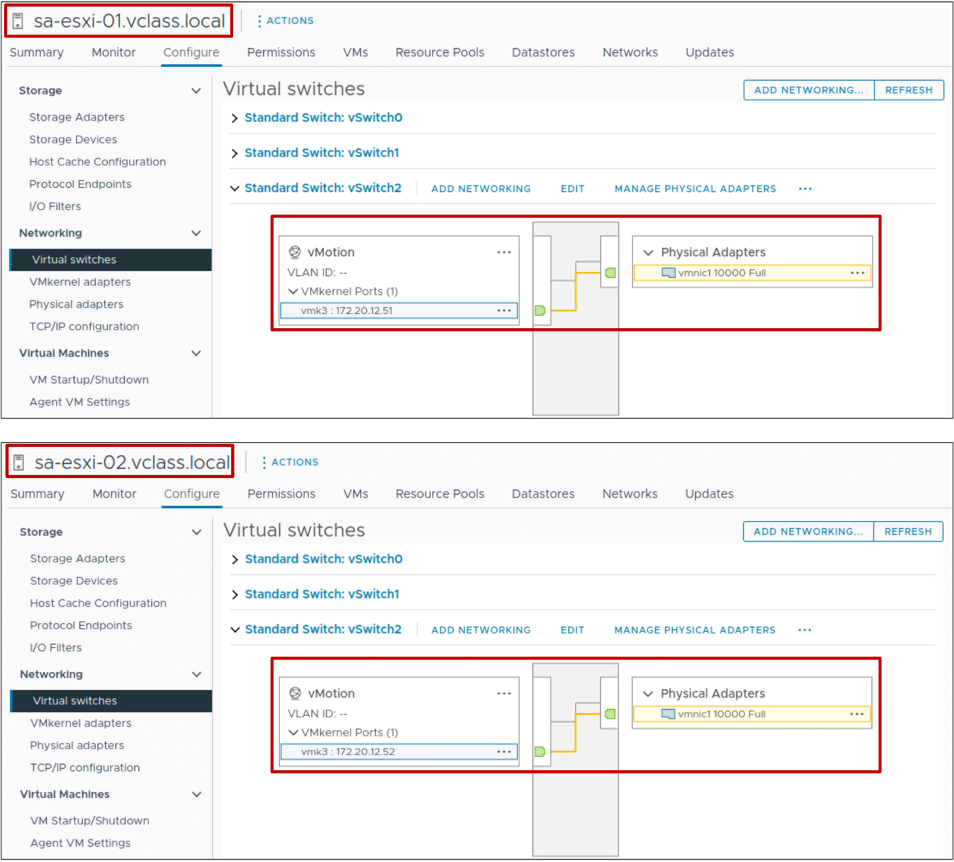 sa-esxi-01.vclass.local ACTIONS
Summary Monitor Configure Permissions VMs Resource Pools Datastores Networks Updates
Storage
Storage Adapters
Storage Devices
Host Cache Configuration
Protocol Endpoints
I/O Filters
Networking
Virtual switches
VMkernel adapters
Physical adapters
TCP/IP configuration
Virtual Machines
VM Startup/Shutdown
Agent VM Settings
Virtual switches
ADD NETWORKING... REFRESH
Standard Switch: vSwitch0
Standard Switch: vSwitch1
Standard Switch: vSwitch2 ADD NETWORKING EDIT MANAGE PHYSICAL ADAPTERS ...
vMotion ...
VLAN ID: --
VMkernel Ports (1)
vmk3 : 172.20.12.51 ...
Physical Adapters
vmnic1 10000 Full ...
sa-esxi-02.vclass.local ACTIONS
Summary Monitor Configure Permissions VMs Resource Pools Datastores Networks Updates
Storage
Storage Adapters
Storage Devices
Host Cache Configuration
Protocol Endpoints
I/O Filters
Networking
Virtual switches
VMkernel adapters
Physical adapters
TCP/IP configuration
Virtual Machines
VM Startup/Shutdown
Agent VM Settings
Virtual switches
ADD NETWORKING... REFRESH
Standard Switch: vSwitch0
Standard Switch: vSwitch1
Standard Switch: vSwitch2 ADD NETWORKING EDIT MANAGE PHYSICAL ADAPTERS ...
vMotion ...
VLAN ID: --
VMkernel Ports (1)
vmk3 : 172.20.12.52 ...
Physical Adapters
vmnic1 10000 Full ...